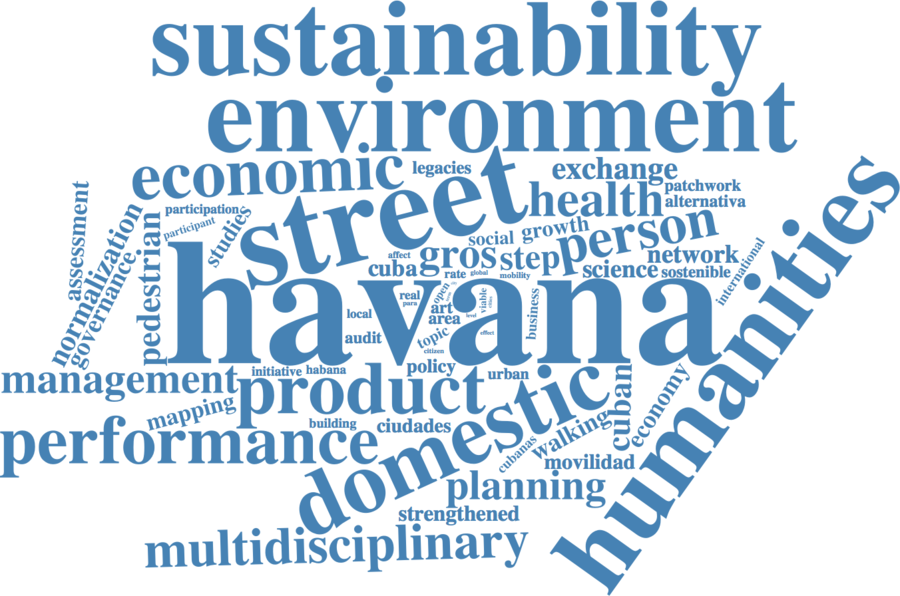 sustainability
environment
economic
legacies
street
exchange
health
patchwork
alternativa
humanities
assessment
normalization
governance
pedestrian
participation
participant
studies
social
growth
person
affect
gros
step
network
cuba
rate
global
mobility
science
sostenible
international
havana
real
para
open
viable
local
art
area
level
business
audit
topic
effect
citizen
policy
urban
initiative
habana
management
product
domestic
cuban
economy
mapping
building
ciudades
walking
cubanas
performance
movilidad
planning
strengthened
multidisciplinary